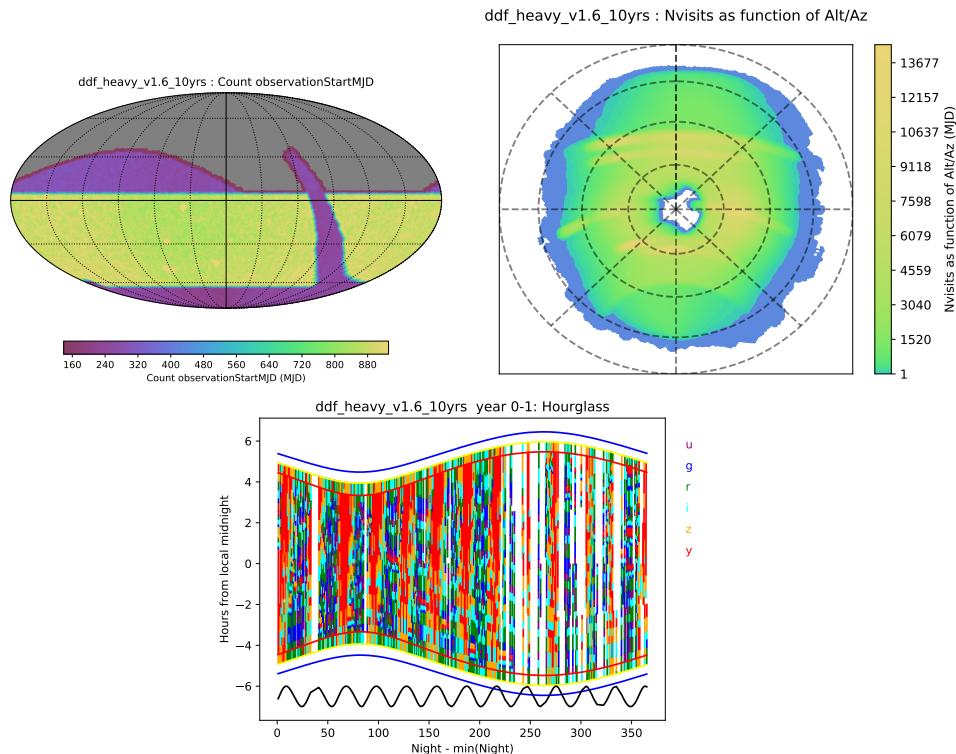 ddf_heavy_v1.6_10yrs : Nvisits as function of Alt/Az
ddf_heavy_v1.6_10yrs : Count observationStartMJD
160 240 320 400 480 560 640 720 800 880
Count observationStartMJD (MJD)
13677
12157
10637
9118
7598
6079
4559
3040
1520
1
Nvisits as function of Alt/Az (MJD)
ddf_heavy_v1.6_10yrs year 0-1: Hourglass
Hours from local midnight
6
4
2
0
−2
−4
−6
0 50 100 150 200 250 300 350
Night - min(Night)
u
g
r
i
z
y